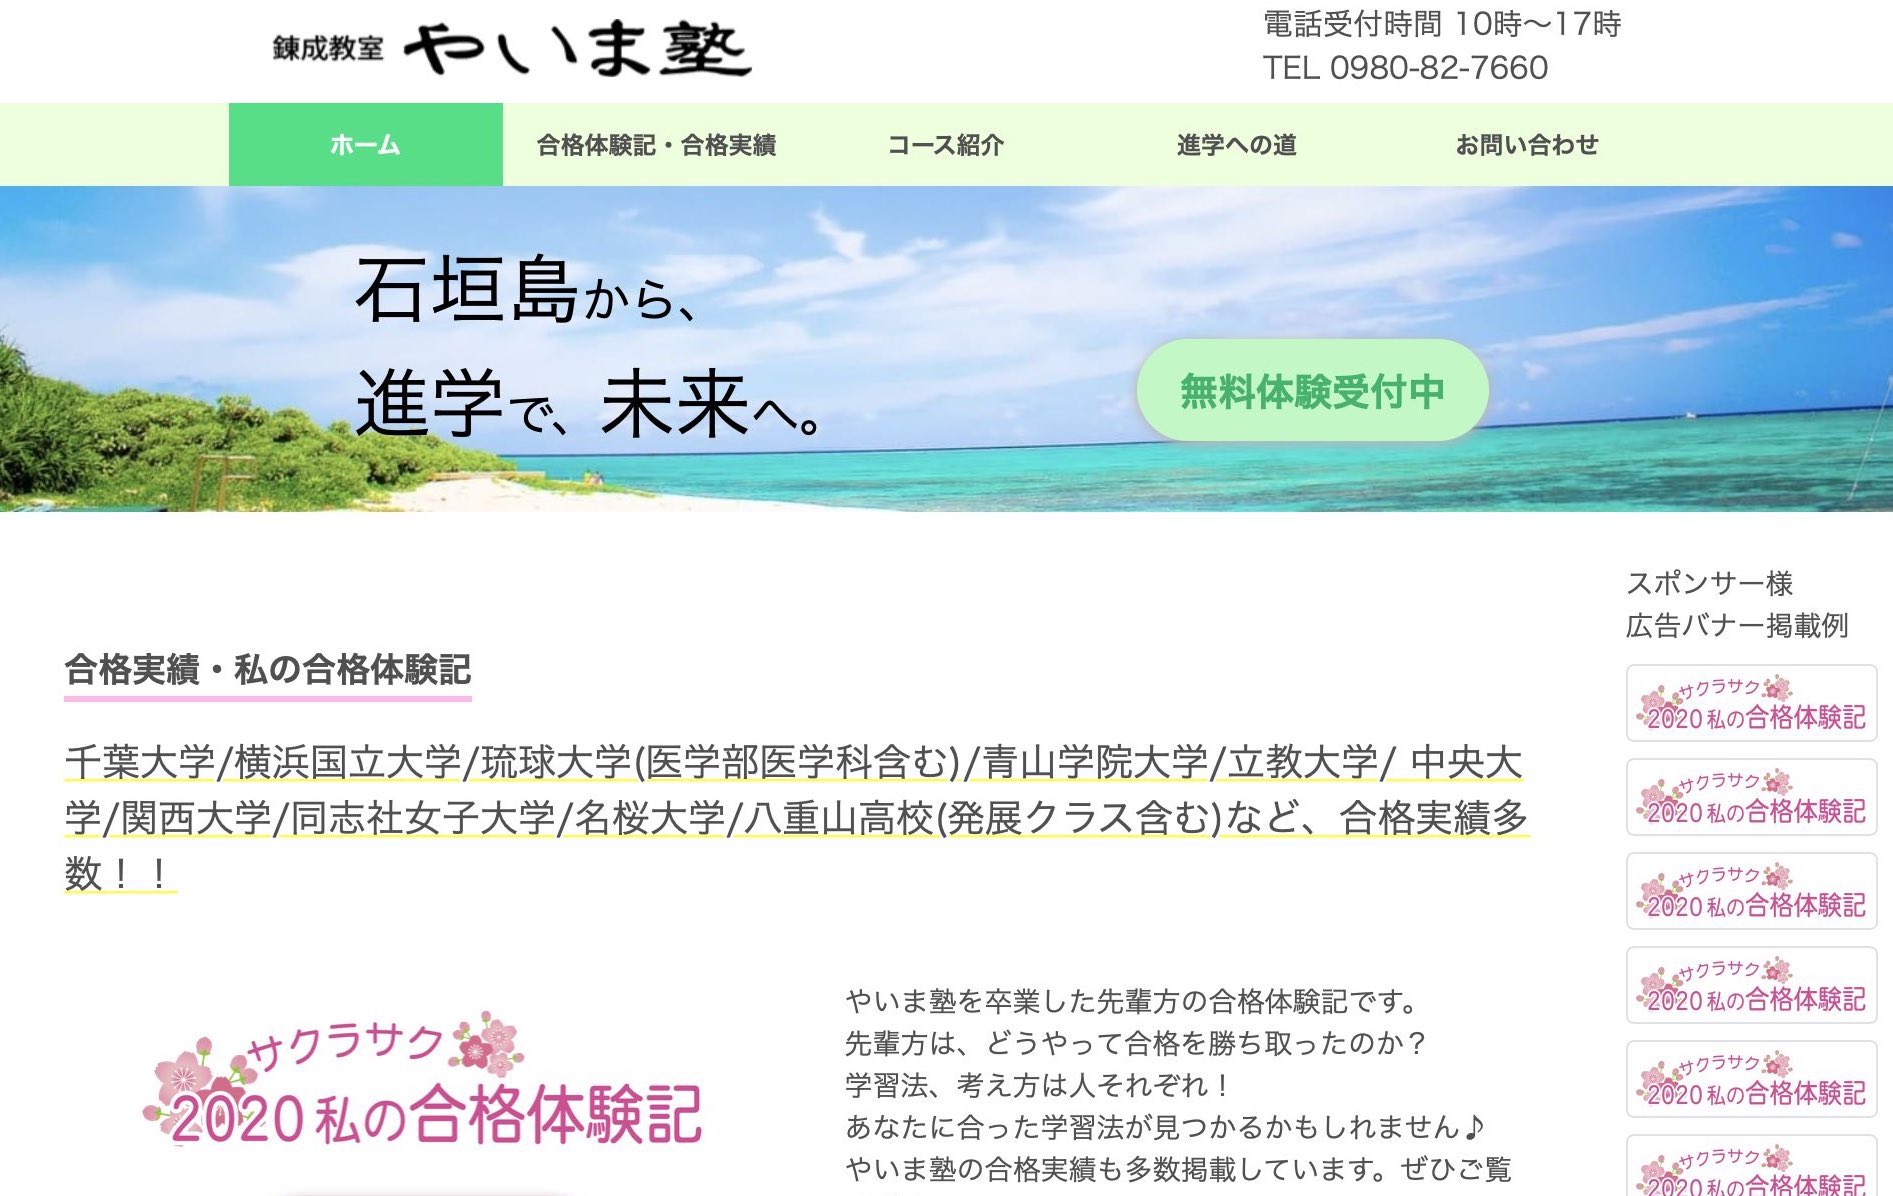 錬成教室 やいま塾
電話受付時間 10時〜17時
TEL 0980-82-7660
ホーム
合格体験記・合格実績
コース紹介
進学への道
お問い合わせ
石垣島から、
進学で、未来へ。
無料体験受付中
合格実績・私の合格体験記
千葉大学/横浜国立大学/琉球大学(医学部医学科含む)/青山学院大学/立教大学/ 中央大
学/関西大学/同志社女子大学/名桜大学/八重山高校(発展クラス含む)など、合格実績多
数！！
サクラサク
2020 私の合格体験記
やいま塾を卒業した先輩方の合格体験記です。
先輩方は、どうやって合格を勝ち取ったのか？
学習法、考え方は人それぞれ！
あなたに合った学習法が見つかるかもしれません♪
やいま塾の合格実績も多数掲載しています。ぜひご覧
スポンサー様
広告バナー掲載例
サクラサク
2020 私の合格体験記
サクラサク
2020 私の合格体験記
サクラサク
2020 私の合格体験記
サクラサク
2020 私の合格体験記
サクラサク
2020 私の合格体験記
サクラサク
2020 私の合格体験記